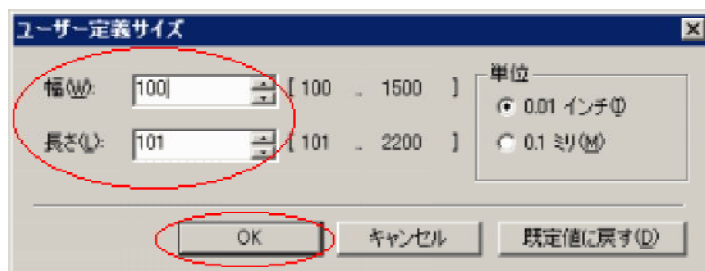 ユーザー定義サイズ
幅(W): 100 [ 100 .. 1500 ]
長さ(L): 101 [ 101 .. 2200 ]
単位
0.01 インチ(I)
0.1 ミリ(M)
OK キャンセル 既定値に戻す(D)